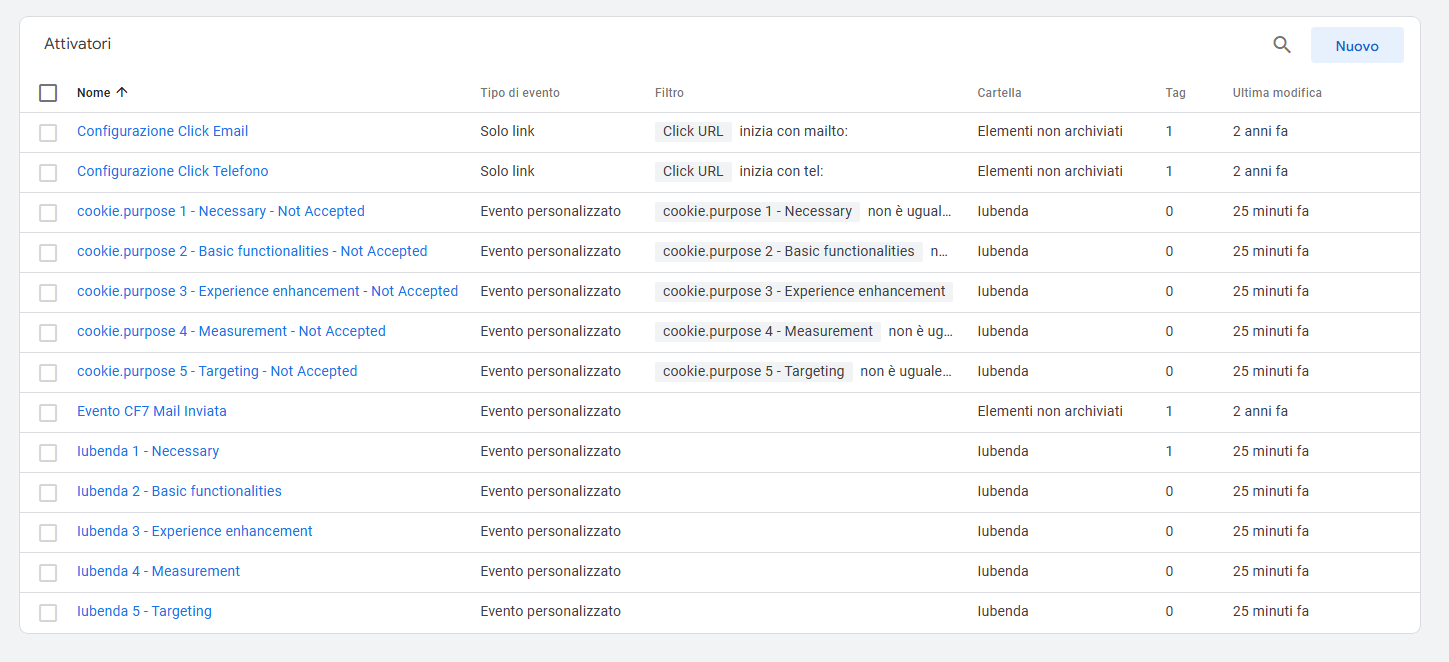 Attivatori
Nuovo
Nome Tipo di evento Filtro Cartella Tag Ultima modifica
Configurazione Click Email Solo link Click URL inizia con mailto: Elementi non archiviati 1 2 anni fa
Configurazione Click Telefono Solo link Click URL inizia con tel: Elementi non archiviati 1 2 anni fa
cookie.purpose 1 - Necessary - Not Accepted Evento personalizzato cookie.purpose 1 - Necessary non è ugual... Iubenda 0 25 minuti fa
cookie.purpose 2 - Basic functionalities - Not Accepted Evento personalizzato cookie.purpose 2 - Basic functionalities n... Iubenda 0 25 minuti fa
cookie.purpose 3 - Experience enhancement - Not Accepted Evento personalizzato cookie.purpose 3 - Experience enhancement Iubenda 0 25 minuti fa
cookie.purpose 4 - Measurement - Not Accepted Evento personalizzato cookie.purpose 4 - Measurement non è ug... Iubenda 0 25 minuti fa
cookie.purpose 5 - Targeting - Not Accepted Evento personalizzato cookie.purpose 5 - Targeting non è uguale... Iubenda 0 25 minuti fa
Evento CF7 Mail Inviata Evento personalizzato Elementi non archiviati 1 2 anni fa
Iubenda 1 - Necessary Evento personalizzato Iubenda 1 25 minuti fa
Iubenda 2 - Basic functionalities Evento personalizzato Iubenda 0 25 minuti fa
Iubenda 3 - Experience enhancement Evento personalizzato Iubenda 0 25 minuti fa
Iubenda 4 - Measurement Evento personalizzato Iubenda 0 25 minuti fa
Iubenda 5 - Targeting Evento personalizzato Iubenda 0 25 minuti fa